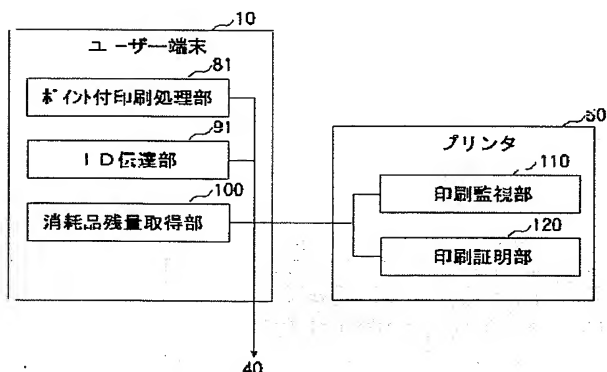 10
ユーザー端末
81
ポイント付印刷処理部
91
ID伝達部
100
消耗品残量取得部
50
プリンタ
110
印刷監視部
120
印刷証明部
40